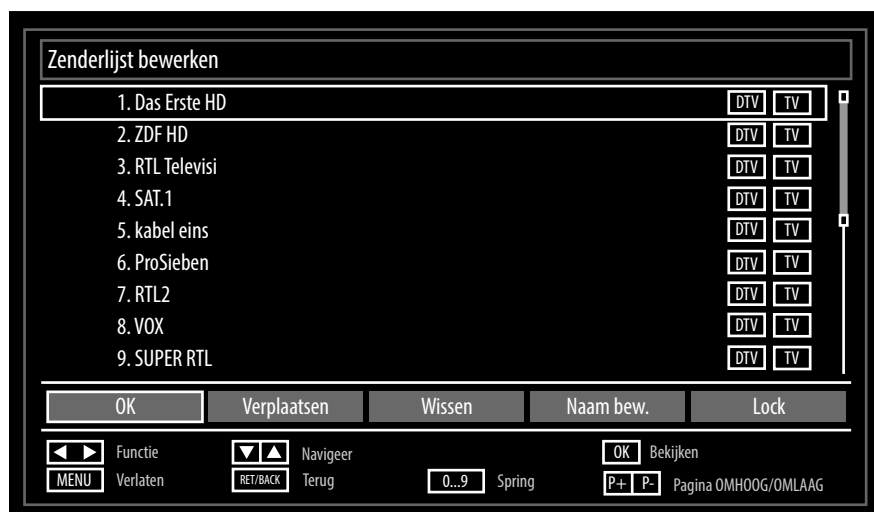 Zenderlijst bewerken
1. Das Erste HD DTV TV
2. ZDF HD DTV TV
3. RTL Televisi DTV TV
4. SAT.1 DTV TV
5. kabel eins DTV TV
6. ProSieben DTV TV
7. RTL2 DTV TV
8. VOX DTV TV
9. SUPER RTL DTV TV
OK Verplaatsen Wissen Naam bew. Lock
Functie Navigeer OK Bekijken
MENU Verlaten RET/BACK Terug 0...9 Spring P+ P- Pagina OMHOOG/OMLAAG